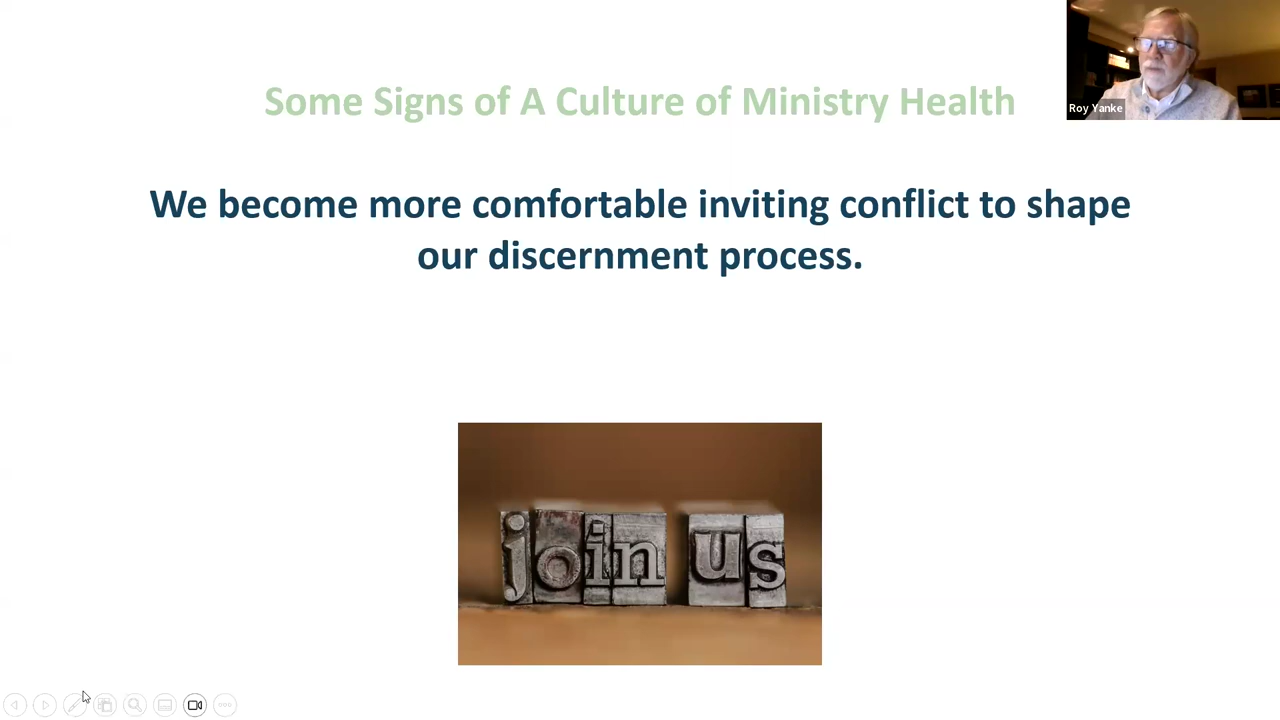 Some Signs of A Culture of Ministry Health
Roy Yanke
We become more comfortable inviting conflict to shape
our discernment process.
join us